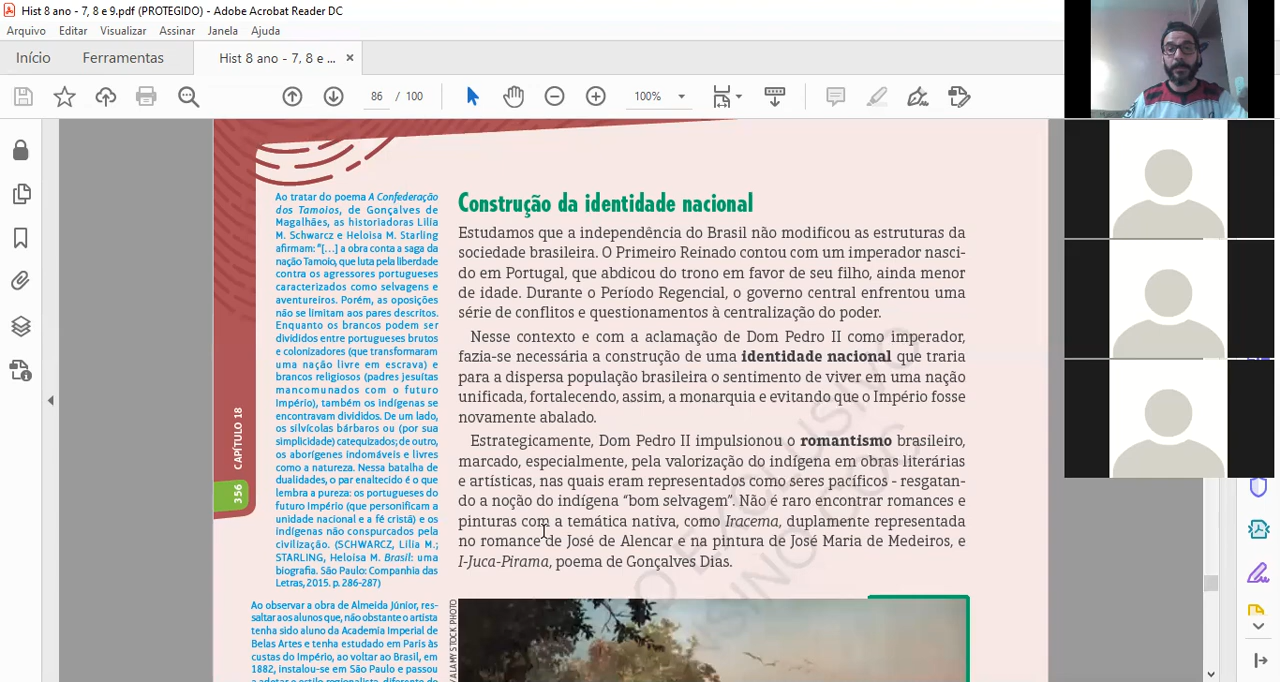 Hist 8 ano - 7, 8 e 9.pdf (PROTEGIDO) - Adobe Acrobat Reader DC
Arquivo Editar Visualizar Assinar Janela Ajuda
Início Ferramentas Hist 8 ano - 7, 8 e ... ×
86 / 100 100%
Ao tratar do poema A Confederação
dos Tamoios, de Gonçalves de
Magalhães, as historiadoras Lilia
M. Schwarcz e Heloisa M. Starling
afirmam: "[...] a obra conta a saga da
nação Tamoio, que luta pela liberdade
contra os agressores portugueses
caracterizados como selvagens e
aventureiros. Porém, as oposições
não se limitam aos pares descritos.
Enquanto os brancos podem ser
divididos entre portugueses brutos
e colonizadores (que transformaram
uma nação livre em escrava) e
brancos religiosos (padres jesuítas
mancomunados com o futuro
Império), também os indígenas se
encontravam divididos. De um lado,
os silvícolas bárbaros ou (por sua
simplicidade) catequizados; de outro,
os aborígenes indomáveis e livres
como a natureza. Nessa batalha de
dualidades, o par enaltecido é o que
lembra a pureza: os portugueses do
futuro Império (que personificam a
unidade nacional e a fé cristã) e os
indígenas não conspurcados pela
civilização. (SCHWARCZ, Lilia M.;
STARLING, Heloisa M. Brasil: uma
biografia. São Paulo: Companhia das
Letras, 2015. p. 286-287)
Ao observar a obra de Almeida Júnior, res-
saltar aos alunos que, não obstante o artista
tenha sido aluno da Academia Imperial de
Belas Artes e tenha estudado em Paris às
custas do Império, ao voltar ao Brasil, em
1882, instalou-se em São Paulo e passou
a adotar o estilo regionalista, diferente do
CAPÍTULO 18
356
Construção da identidade nacional
Estudamos que a independência do Brasil não modificou as estruturas da
sociedade brasileira. O Primeiro Reinado contou com um imperador nasci-
do em Portugal, que abdicou do trono em favor de seu filho, ainda menor
de idade. Durante o Período Regencial, o governo central enfrentou uma
série de conflitos e questionamentos à centralização do poder.
Nesse contexto e com a aclamação de Dom Pedro II como imperador,
fazia-se necessária a construção de uma identidade nacional que traria
para a dispersa população brasileira o sentimento de viver em uma nação
unificada, fortalecendo, assim, a monarquia e evitando que o Império fosse
novamente abalado.
Estrategicamente, Dom Pedro II impulsionou o romantismo brasileiro,
marcado, especialmente, pela valorização do indígena em obras literárias
e artísticas, nas quais eram representados como seres pacíficos - resgatan-
do a noção do indígena "bom selvagem". Não é raro encontrar romances e
pinturas com a temática nativa, como Iracema, duplamente representada
no romance de José de Alencar e na pintura de José Maria de Medeiros, e
I-Juca-Pirama, poema de Gonçalves Dias.
/ALAMY STOCK PHOTO